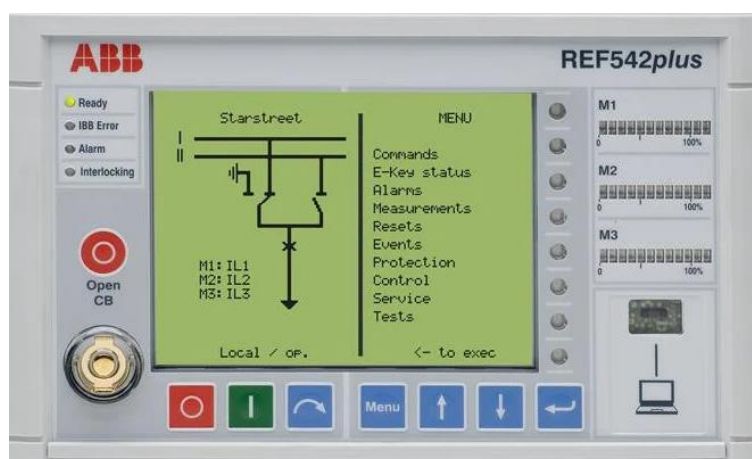 ABB
REF542plus
Ready
IBB Error
Alarm
Interlocking
Open
CB
Starstreet
I
II
M1: IL1
M2: IL2
M3: IL3
Local / op.
MENU
Commands
E-Key status
Alarms
Measurements
Resets
Events
Protection
Control
Service
Tests
<- to exec
Menu
M1
0 100%
M2
0 100%
M3
0 100%